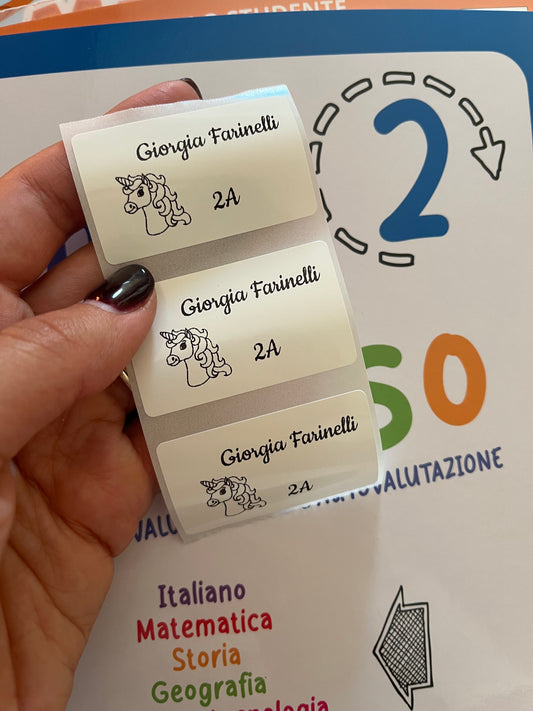 STUDENTE
Giorgia Farinelli
2A
2
Giorgia Farinelli
2A
SO
Giorgia Farinelli
2A
AUTOVALUTAZIONE
Italiano
Matematica
Storia
Geografia